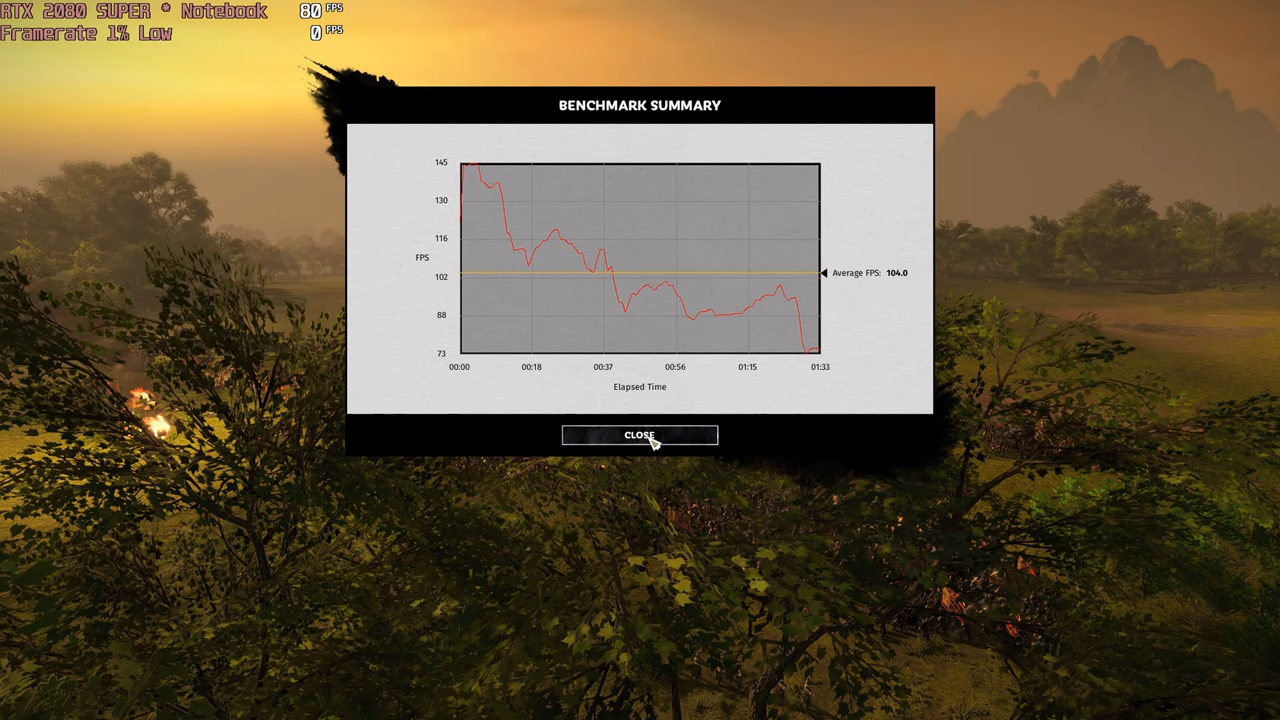 RTX 2080 SUPER * Notebook 80 FPS
Framerate 1% Low 0 FPS
BENCHMARK SUMMARY
145
130
116
FPS
102
88
73
Average FPS: 104.0
00:00 00:18 00:37 00:56 01:15 01:33
Elapsed Time
CLOSE